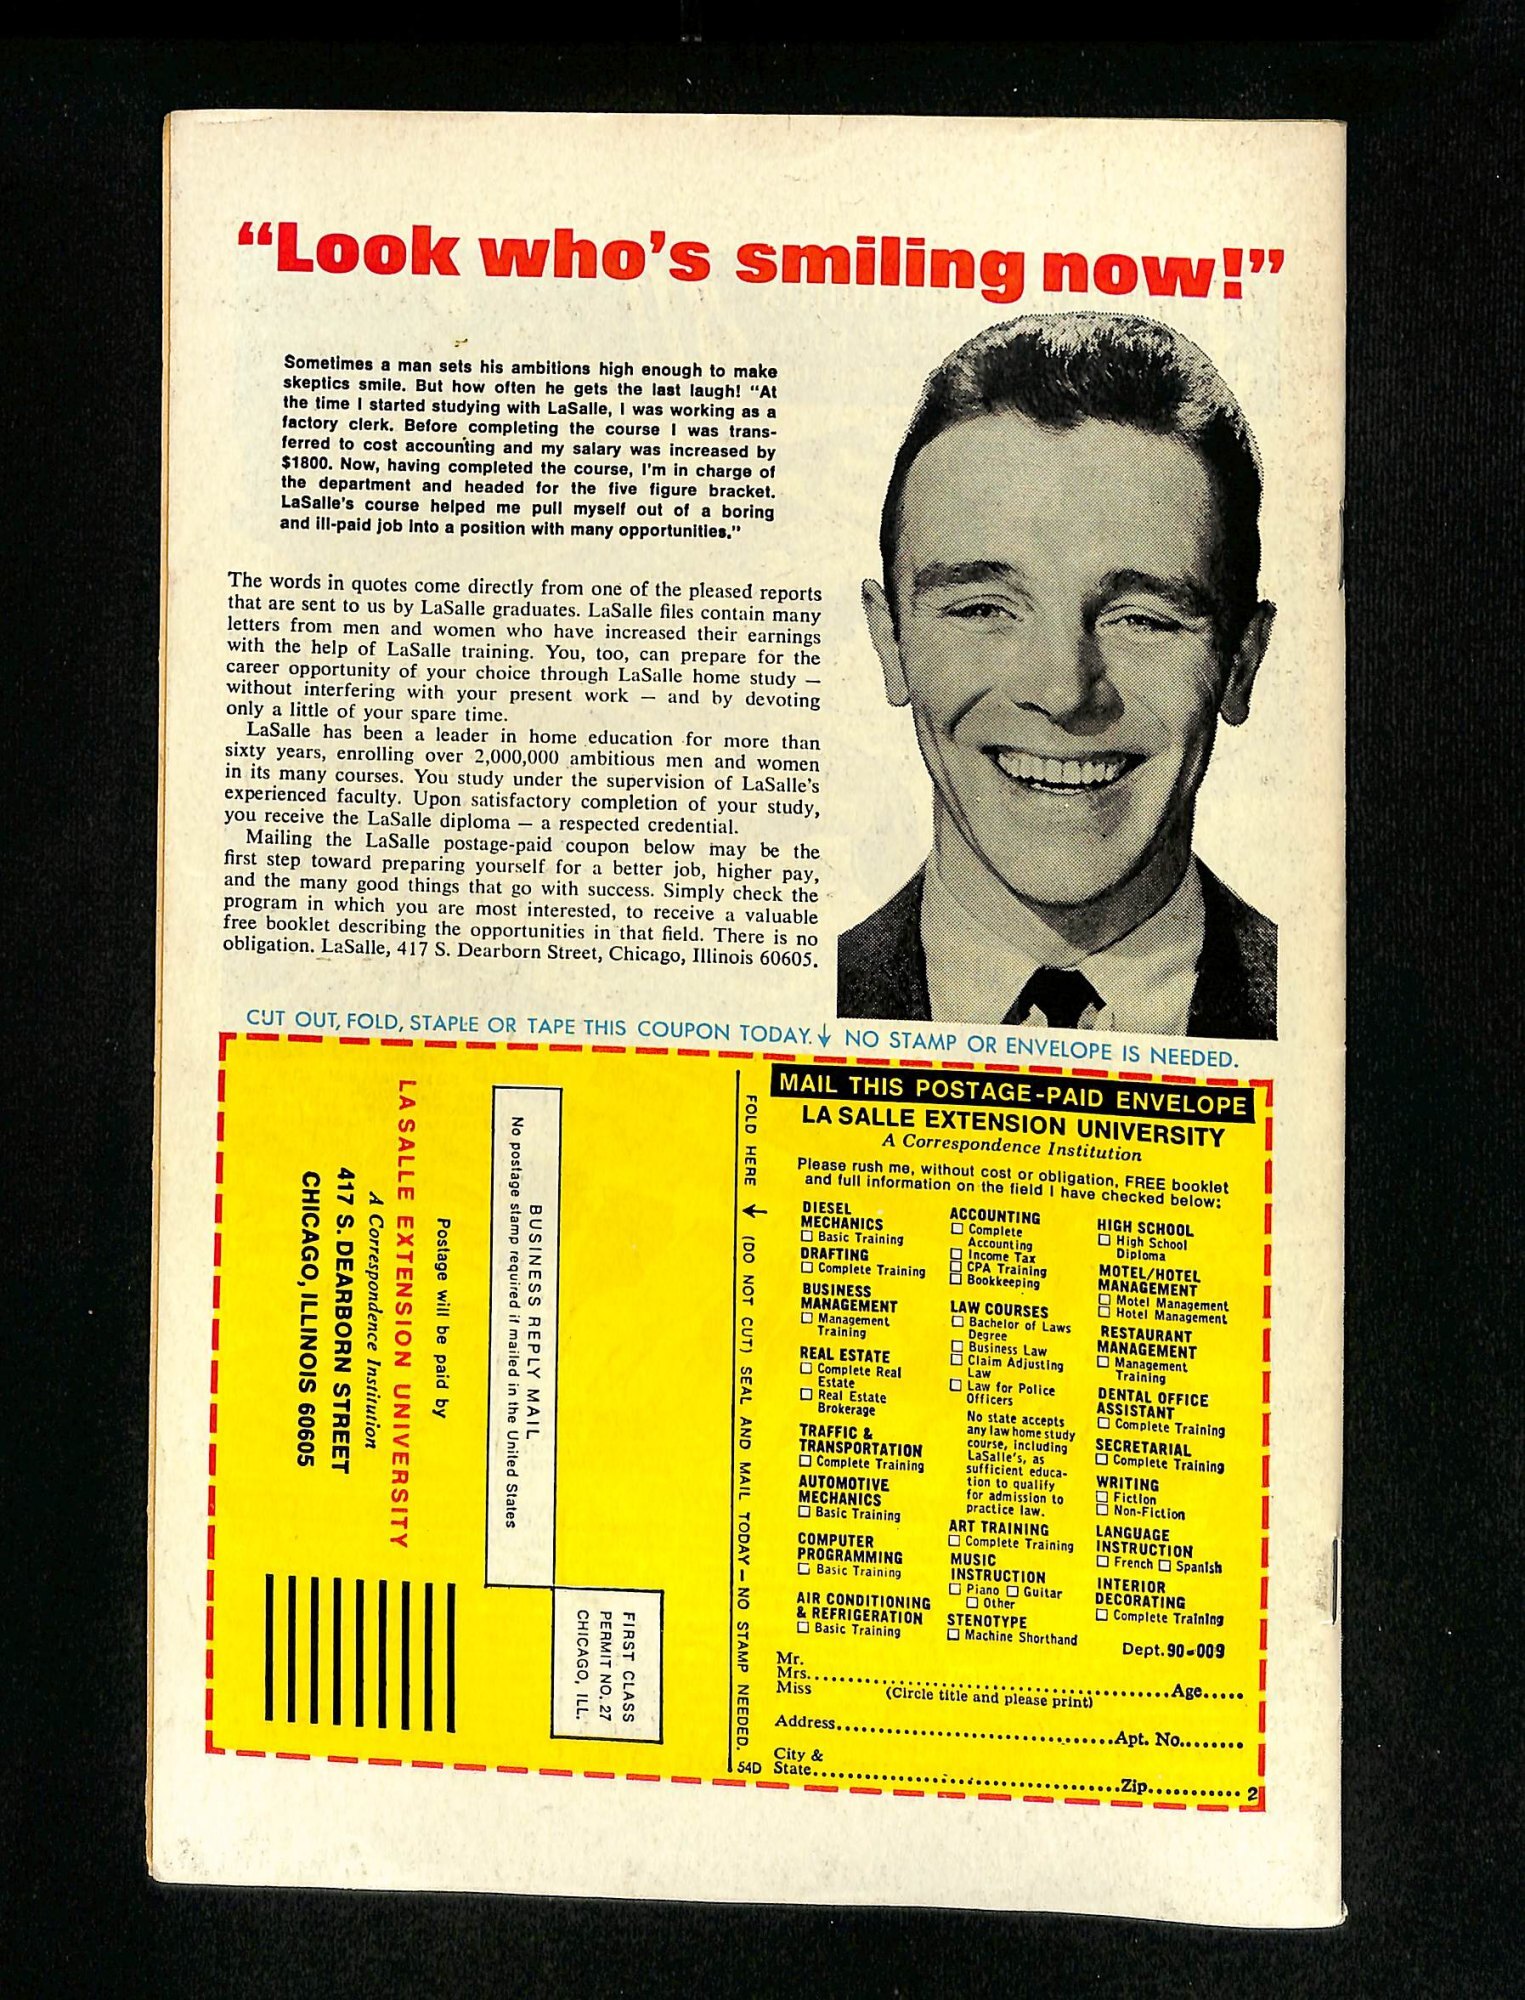 “Look who’s smiling now!”
Sometimes a man sets his ambitions high enough to make
skeptics smile. But how often he gets the last laugh! “At
the time I started studying with LaSalle, I was working as a
factory clerk. Before completing the course I was trans-
ferred to cost accounting and my salary was increased by
$1800. Now, having completed the course, I’m in charge of
the department and headed for the five figure bracket.
LaSalle’s course helped me pull myself out of a boring
and ill-paid job into a position with many opportunities.”
The words in quotes come directly from one of the pleased reports
that are sent to us by LaSalle graduates. LaSalle files contain many
letters from men and women who have increased their earnings
with the help of LaSalle training. You, too, can prepare for the
career opportunity of your choice through LaSalle home study —
without interfering with your present work — and by devoting
only a little of your spare time.
LaSalle has been a leader in home education for more than
sixty years, enrolling over 2,000,000 ambitious men and women
in its many courses. You study under the supervision of LaSalle’s
experienced faculty. Upon satisfactory completion of your study,
you receive the LaSalle diploma — a respected credential.
Mailing the LaSalle postage-paid coupon below may be the
first step toward preparing yourself for a better job, higher pay,
and the many good things that go with success. Simply check the
program in which you are most interested, to receive a valuable
free booklet describing the opportunities in that field. There is no
obligation. LaSalle, 417 S. Dearborn Street, Chicago, Illinois 60605.
CUT OUT, FOLD, STAPLE OR TAPE THIS COUPON TODAY.↓ NO STAMP OR ENVELOPE IS NEEDED.
FIRST CLASS
PERMIT NO. 27
CHICAGO, ILL.
BUSINESS REPLY MAIL
No postage stamp required if mailed in the United States
Postage will be paid by
LA SALLE EXTENSION UNIVERSITY
A Correspondence Institution
417 S. DEARBORN STREET
CHICAGO, ILLINOIS 60605
FOLD HERE ↓ (DO NOT CUT) SEAL AND MAIL TODAY — NO STAMP NEEDED.
54D
MAIL THIS POSTAGE-PAID ENVELOPE
LA SALLE EXTENSION UNIVERSITY
A Correspondence Institution
Please rush me, without cost or obligation, FREE booklet
and full information on the field I have checked below:
DIESEL
MECHANICS
☐ Basic Training
DRAFTING
☐ Complete Training
BUSINESS
MANAGEMENT
☐ Management
Training
REAL ESTATE
☐ Complete Real
Estate
☐ Real Estate
Brokerage
TRAFFIC &
TRANSPORTATION
☐ Complete Training
AUTOMOTIVE
MECHANICS
☐ Basic Training
COMPUTER
PROGRAMMING
☐ Basic Training
AIR CONDITIONING
& REFRIGERATION
☐ Basic Training
ACCOUNTING
☐ Complete
Accounting
☐ Income Tax
☐ CPA Training
☐ Bookkeeping
LAW COURSES
☐ Bachelor of Laws
Degree
☐ Business Law
☐ Claim Adjusting
Law
☐ Law for Police
Officers
No state accepts
any law home study
course, including
LaSalle’s, as
sufficient educa-
tion to qualify
for admission to
practice law.
ART TRAINING
☐ Complete Training
MUSIC
INSTRUCTION
☐ Piano ☐ Guitar
☐ Other
STENOTYPE
☐ Machine Shorthand
HIGH SCHOOL
☐ High School
Diploma
MOTEL/HOTEL
MANAGEMENT
☐ Motel Management
☐ Hotel Management
RESTAURANT
MANAGEMENT
☐ Management
Training
DENTAL OFFICE
ASSISTANT
☐ Complete Training
SECRETARIAL
☐ Complete Training
WRITING
☐ Fiction
☐ Non-Fiction
LANGUAGE
INSTRUCTION
☐ French ☐ Spanish
INTERIOR
DECORATING
☐ Complete Training
Dept. 90-009
Mr.
Mrs.......................................Age.....
Miss (Circle title and please print)
Address.......................................Apt. No........
City &
State.......................................Zip........... 2